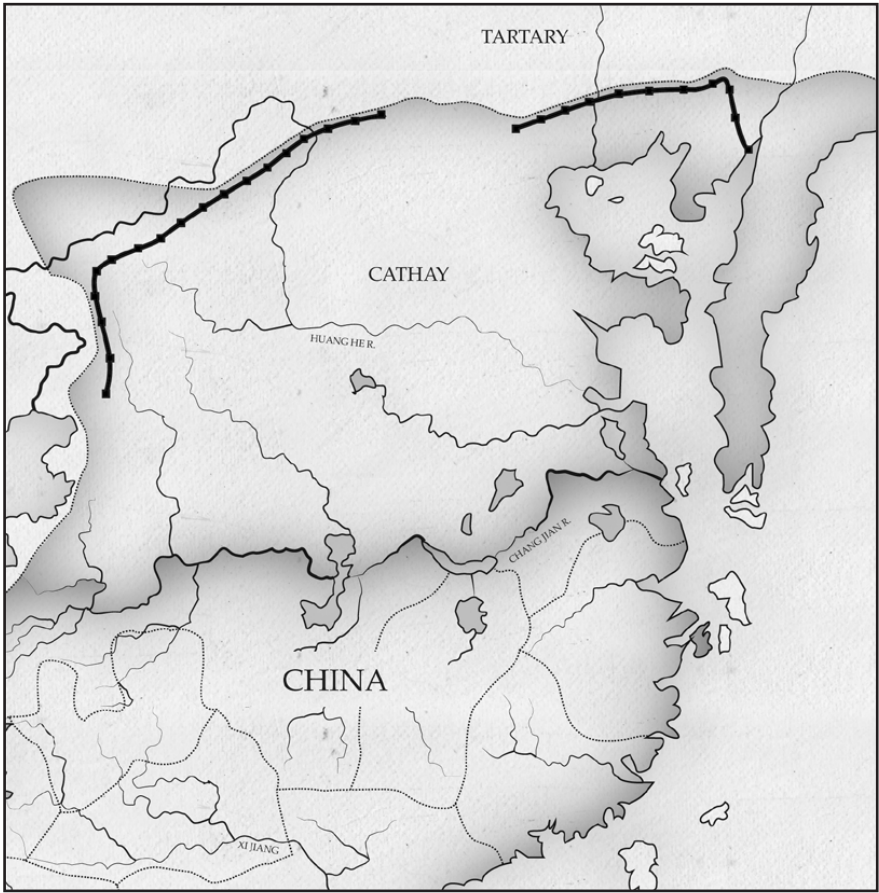 TARTARY
CATHAY
HUANG HE R.
CHANG JIAN R.
CHINA
XI JIANG